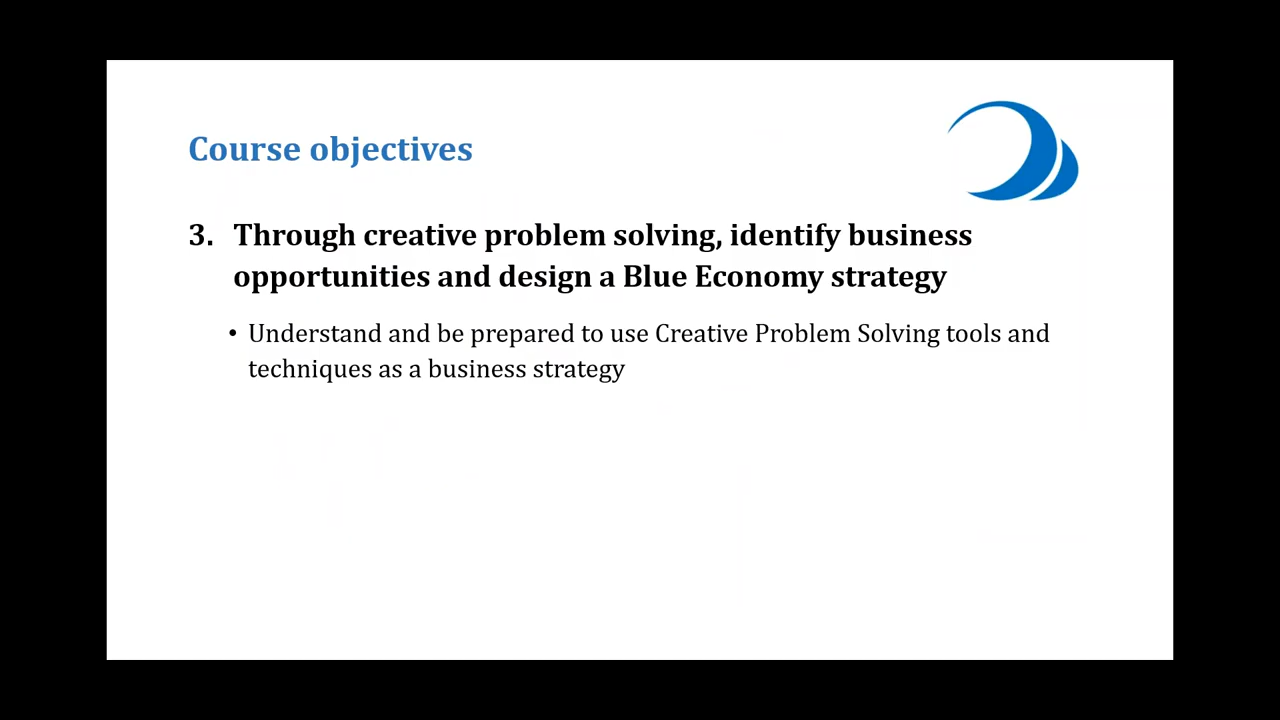 Course objectives
3. Through creative problem solving, identify business
opportunities and design a Blue Economy strategy
• Understand and be prepared to use Creative Problem Solving tools and
techniques as a business strategy